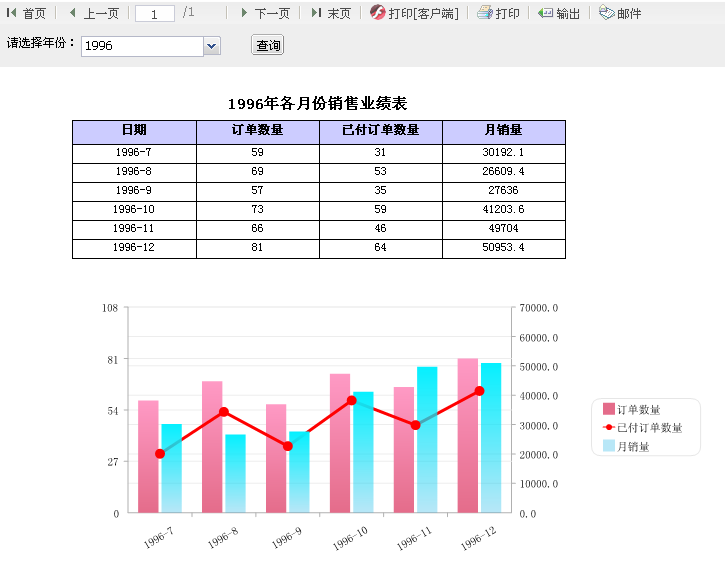 首页 上一页 1 /1 下一页 末页 打印[客户端] 打印 输出 邮件
请选择年份： 1996 查询
1996年各月份销售业绩表
日期 订单数量 已付订单数量 月销量
1996-7 59 31 30192.1
1996-8 69 53 26609.4
1996-9 57 35 27636
1996-10 73 59 41203.6
1996-11 66 46 49704
1996-12 81 64 50953.4
108 70000.0
60000.0
81 50000.0
54 40000.0
30000.0
27 20000.0
10000.0
0 0.0
订单数量
已付订单数量
月销量
1996-7 1996-8 1996-9 1996-10 1996-11 1996-12